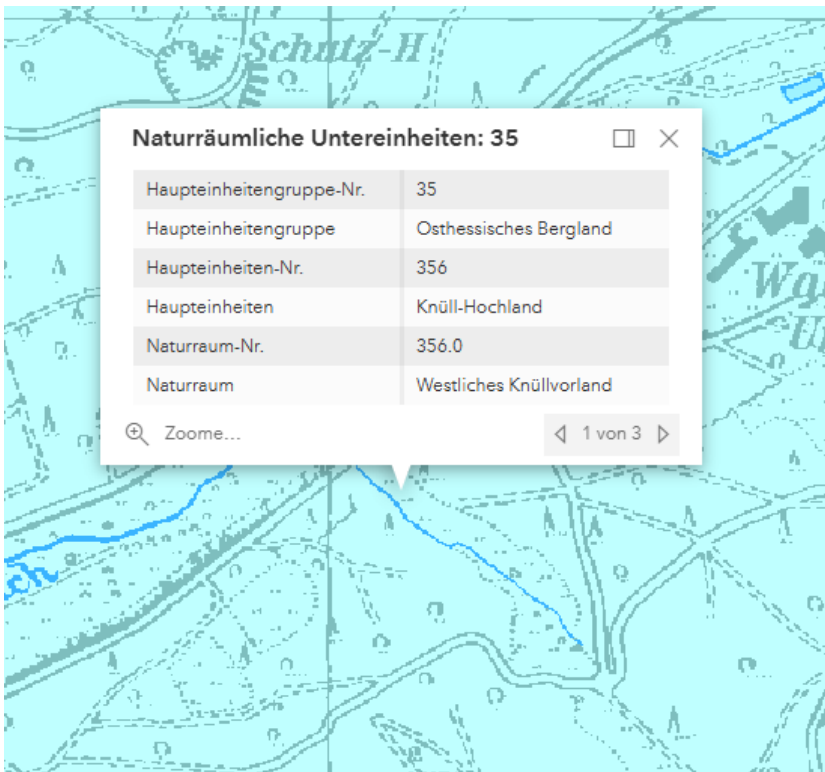 Schutz-H
Naturräumliche Untereinheiten: 35
Haupteinheitengruppe-Nr. 35
Haupteinheitengruppe Osthessisches Bergland
Haupteinheiten-Nr. 356
Haupteinheiten Knüll-Hochland
Naturraum-Nr. 356.0
Naturraum Westliches Knüllvorland
Zoome...
1 von 3